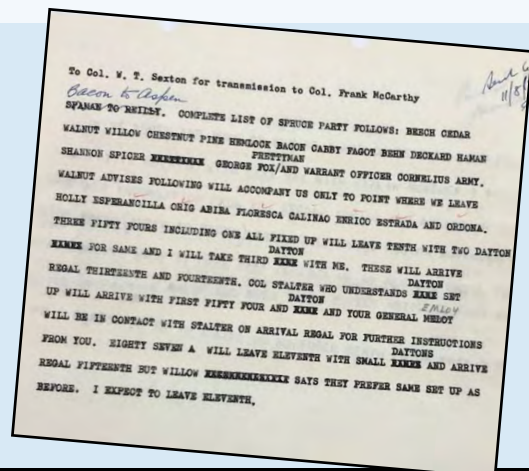 To Col. W. T. Sexton for transmission to Col. Frank McCarthy
11/8/
Bacon to Aspen
SPAMAN TO REILLY. COMPLETE LIST OF SPRUCE PARTY FOLLOWS: BEECH CEDAR
WALNUT WILLOW CHESTNUT PINE HEMLOCK BACON CABBY FAGOT BEHN DECKARD HAMAN
PRETTYMAN
SHANNON SPICER XXXXXXXXX GEORGE FOX/AND WARRANT OFFICER CORNELIUS ARMY.
WALNUT ADVISES FOLLOWING WILL ACCOMPANY US ONLY TO POINT WHERE WE LEAVE
HOLLY ESPERANCILLA ORIG ABIBA FLORESCA CALINAO ENRICO ESTRADA AND ORDONA.
THREE FIFTY FOURS INCLUDING ONE ALL FIXED UP WILL LEAVE TENTH WITH TWO DAYTON
DAYTON
FOR SAME AND I WILL TAKE THIRD XXXX WITH ME. THESE WILL ARRIVE
DAYTON
REGAL THIRTEENTH AND FOURTEENTH. COL STALTER WHO UNDERSTANDS XXXX SET
DAYTON EMLOY
UP WILL ARRIVE WITH FIRST FIFTY FOUR AND XXXX AND YOUR GENERAL MELOT
WILL BE IN CONTACT WITH STALTER ON ARRIVAL REGAL FOR FURTHER INSTRUCTIONS
DAYTONS
FROM YOU. EIGHTY SEVEN A WILL LEAVE ELEVENTH WITH SMALL XXXXX AND ARRIVE
REGAL FIFTEENTH BUT WILLOW XXXXXXXXXXXXXX SAYS THEY PREFER SAME SET UP AS
BEFORE. I EXPECT TO LEAVE ELEVENTH.